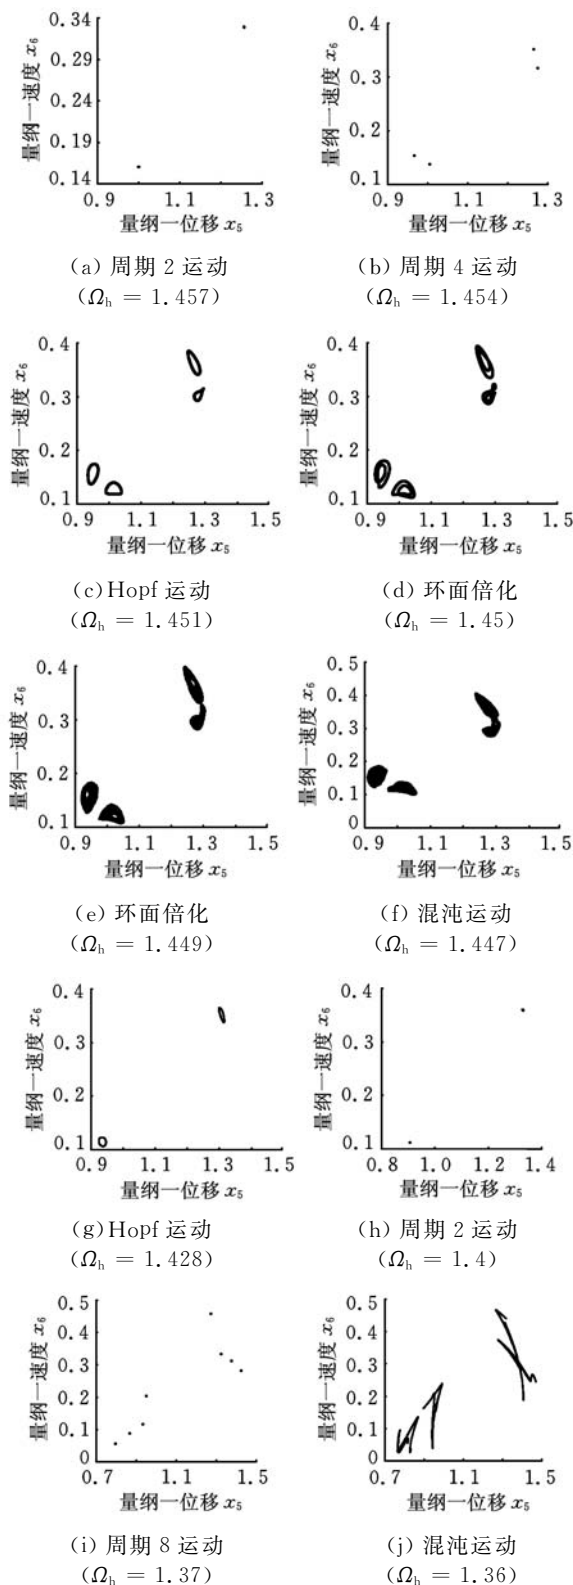 0.34
0.29
0.24
0.19
0.14
量纲一速度 x₆
0.9 1.1 1.3
量纲一位移 x₅
(a) 周期 2 运动
(Ωₕ = 1.457)
0.4
0.3
0.2
0.1
量纲一速度 x₆
0.9 1.1 1.3
量纲一位移 x₅
(b) 周期 4 运动
(Ωₕ = 1.454)
0.4
0.3
0.2
0.1
量纲一速度 x₆
0.9 1.1 1.3 1.5
量纲一位移 x₅
(c) Hopf 运动
(Ωₕ = 1.451)
0.4
0.3
0.2
0.1
量纲一速度 x₆
0.9 1.1 1.3 1.5
量纲一位移 x₅
(d) 环面倍化
(Ωₕ = 1.45)
0.4
0.3
0.2
0.1
量纲一速度 x₆
0.9 1.1 1.3 1.5
量纲一位移 x₅
(e) 环面倍化
(Ωₕ = 1.449)
0.5
0.4
0.3
0.2
0.1
0
量纲一速度 x₆
0.9 1.1 1.3 1.5
量纲一位移 x₅
(f) 混沌运动
(Ωₕ = 1.447)
0.4
0.3
0.2
0.1
量纲一速度 x₆
0.9 1.1 1.3 1.5
量纲一位移 x₅
(g) Hopf 运动
(Ωₕ = 1.428)
0.4
0.3
0.2
0.1
量纲一速度 x₆
0.8 1.0 1.2 1.4
量纲一位移 x₅
(h) 周期 2 运动
(Ωₕ = 1.4)
0.5
0.4
0.3
0.2
0.1
0
量纲一速度 x₆
0.7 1.1 1.5
量纲一位移 x₅
(i) 周期 8 运动
(Ωₕ = 1.37)
0.5
0.4
0.3
0.2
0.1
0
量纲一速度 x₆
0.7 1.1 1.5
量纲一位移 x₅
(j) 混沌运动
(Ωₕ = 1.36)